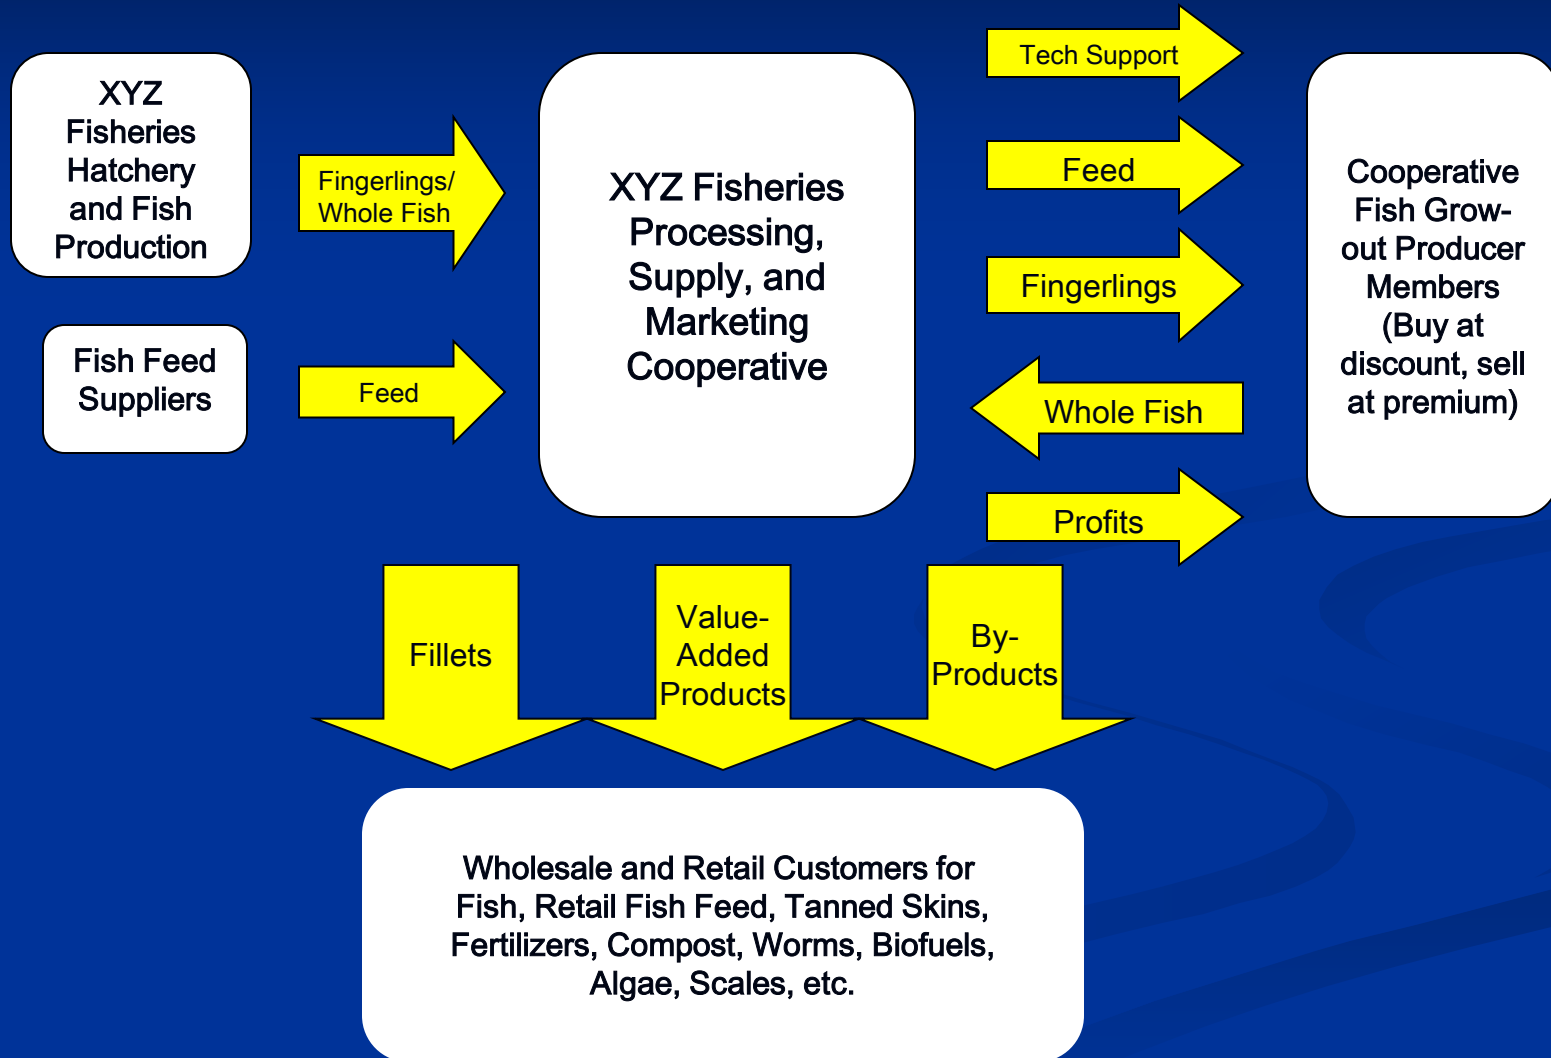 XYZ
Fisheries
Hatchery
and Fish
Production
Fish Feed
Suppliers
Fingerlings/
Whole Fish
Feed
XYZ Fisheries
Processing,
Supply, and
Marketing
Cooperative
Tech Support
Feed
Fingerlings
Whole Fish
Profits
Cooperative
Fish Grow-
out Producer
Members
(Buy at
discount, sell
at premium)
Fillets
Value-
Added
Products
By-
Products
Wholesale and Retail Customers for
Fish, Retail Fish Feed, Tanned Skins,
Fertilizers, Compost, Worms, Biofuels,
Algae, Scales, etc.